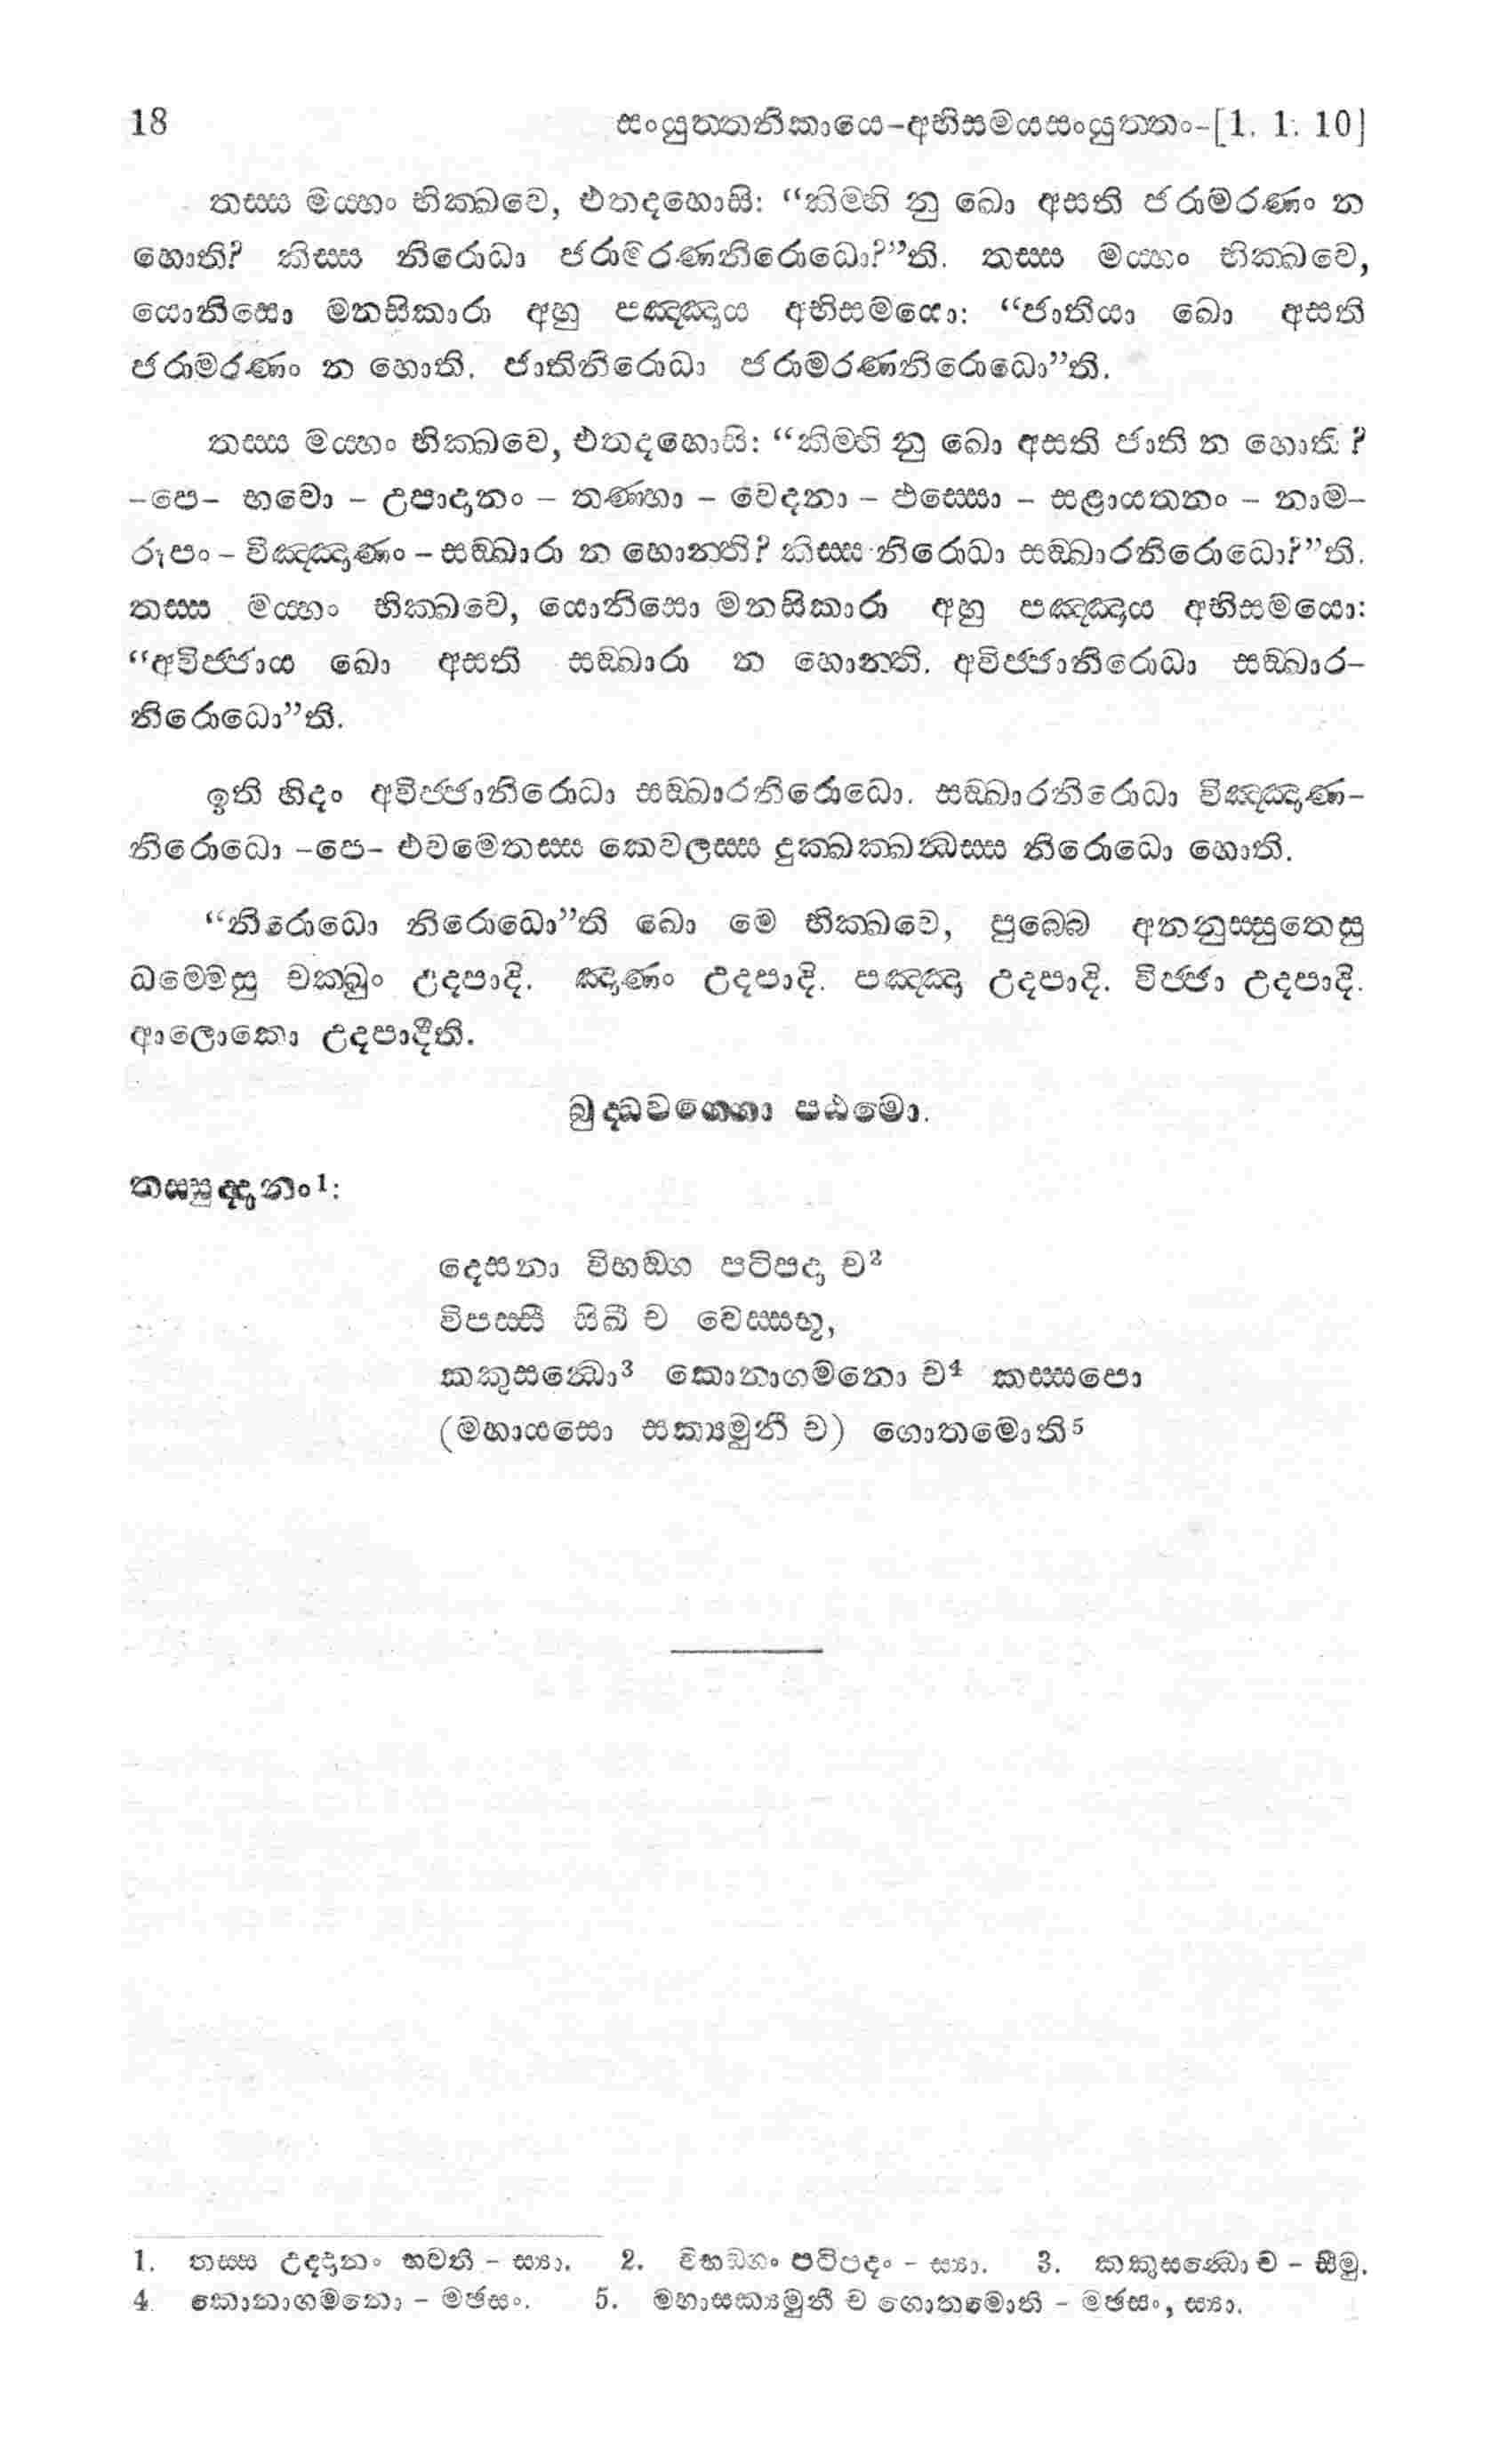 18 සංයුත්තනිකායෙ-අභිසමයසංයුත්තං-[1. 1. 10]
තස්ස මය්හං භික්ඛවෙ, එතදහොසි: “කිම්හි නු ඛො අසති ජරාමරණං න
හොති? කිස්ස නිරොධා ජරාමරණනිරොධො?”ති. තස්ස මය්හං භික්ඛවෙ,
යොනිසො මනසිකාරා අහු පඤ්ඤාය අභිසමයො: “ජාතියා ඛො අසති
ජරාමරණං න හොති. ජාතිනිරොධා ජරාමරණනිරොධො”ති.
තස්ස මය්හං භික්ඛවෙ, එතදහොසි: “කිම්හි නු ඛො අසති ජාති න හොති ?
-පෙ- භවො - උපාදානං - තණ්හා - වෙදනා - ඵස්සො - සළායතනං - නාම-
රූපං - විඤ්ඤාණං - සඞ්ඛාරා න හොන්ති? කිස්ස නිරොධා සඞ්ඛාරනිරොධො?”ති.
තස්ස මය්හං භික්ඛවෙ, යොනිසො මනසිකාරා අහු පඤ්ඤාය අභිසමයො:
“අවිජ්ජාය ඛො අසති සඞ්ඛාරා න හොන්ති. අවිජ්ජානිරොධා සඞ්ඛාර-
නිරොධො”ති.
ඉති හිදං අවිජ්ජානිරොධා සඞ්ඛාරනිරොධො. සඞ්ඛාරනිරොධා විඤ්ඤාණ-
නිරොධො -පෙ- එවමෙතස්ස කෙවලස්ස දුක්ඛක්ඛන්ධස්ස නිරොධො හොති.
“නිරොධො නිරොධො”ති ඛො මෙ භික්ඛවෙ, පුබ්බෙ අනනුස්සුතෙසු
ධම්මෙසු චක්ඛුං උදපාදි. ඤාණං උදපාදි. පඤ්ඤා උදපාදි. විජ්ජා උදපාදි.
ආලොකො උදපාදීති.
බුද්ධවග්ගො පඨමො.
තස්සුද්දානං1:
දෙසනා විභඞ්ග පටිපදා ච2
විපස්සී සිඛී ච වෙස්සභූ,
කකුසන්ධො3 කොනාගමනො ච4 කස්සපො
(මහායසො සක්‍යමුනී ච) ගොතමොති5
1. තස්ස උද්දානං භවති - ස්‍යා. 2. විභඞ්ගං පටිපදං - ස්‍යා. 3. කකුසන්ධො ච - සීමු.
4. කොනාගමනො - මඡසං. 5. මහාසක්‍යමුනී ච ගොතමොති - මඡසං, ස්‍යා.